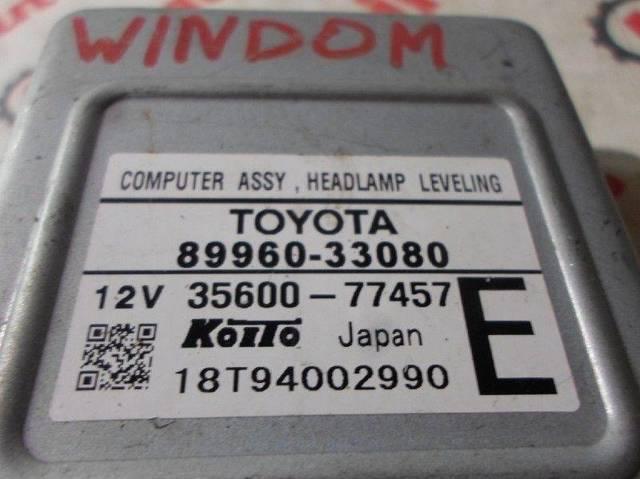 WINDOM
COMPUTER ASSY, HEADLAMP LEVELING
TOYOTA
89960-33080
12V 35600-77457 E
KOITO Japan
18T94002990